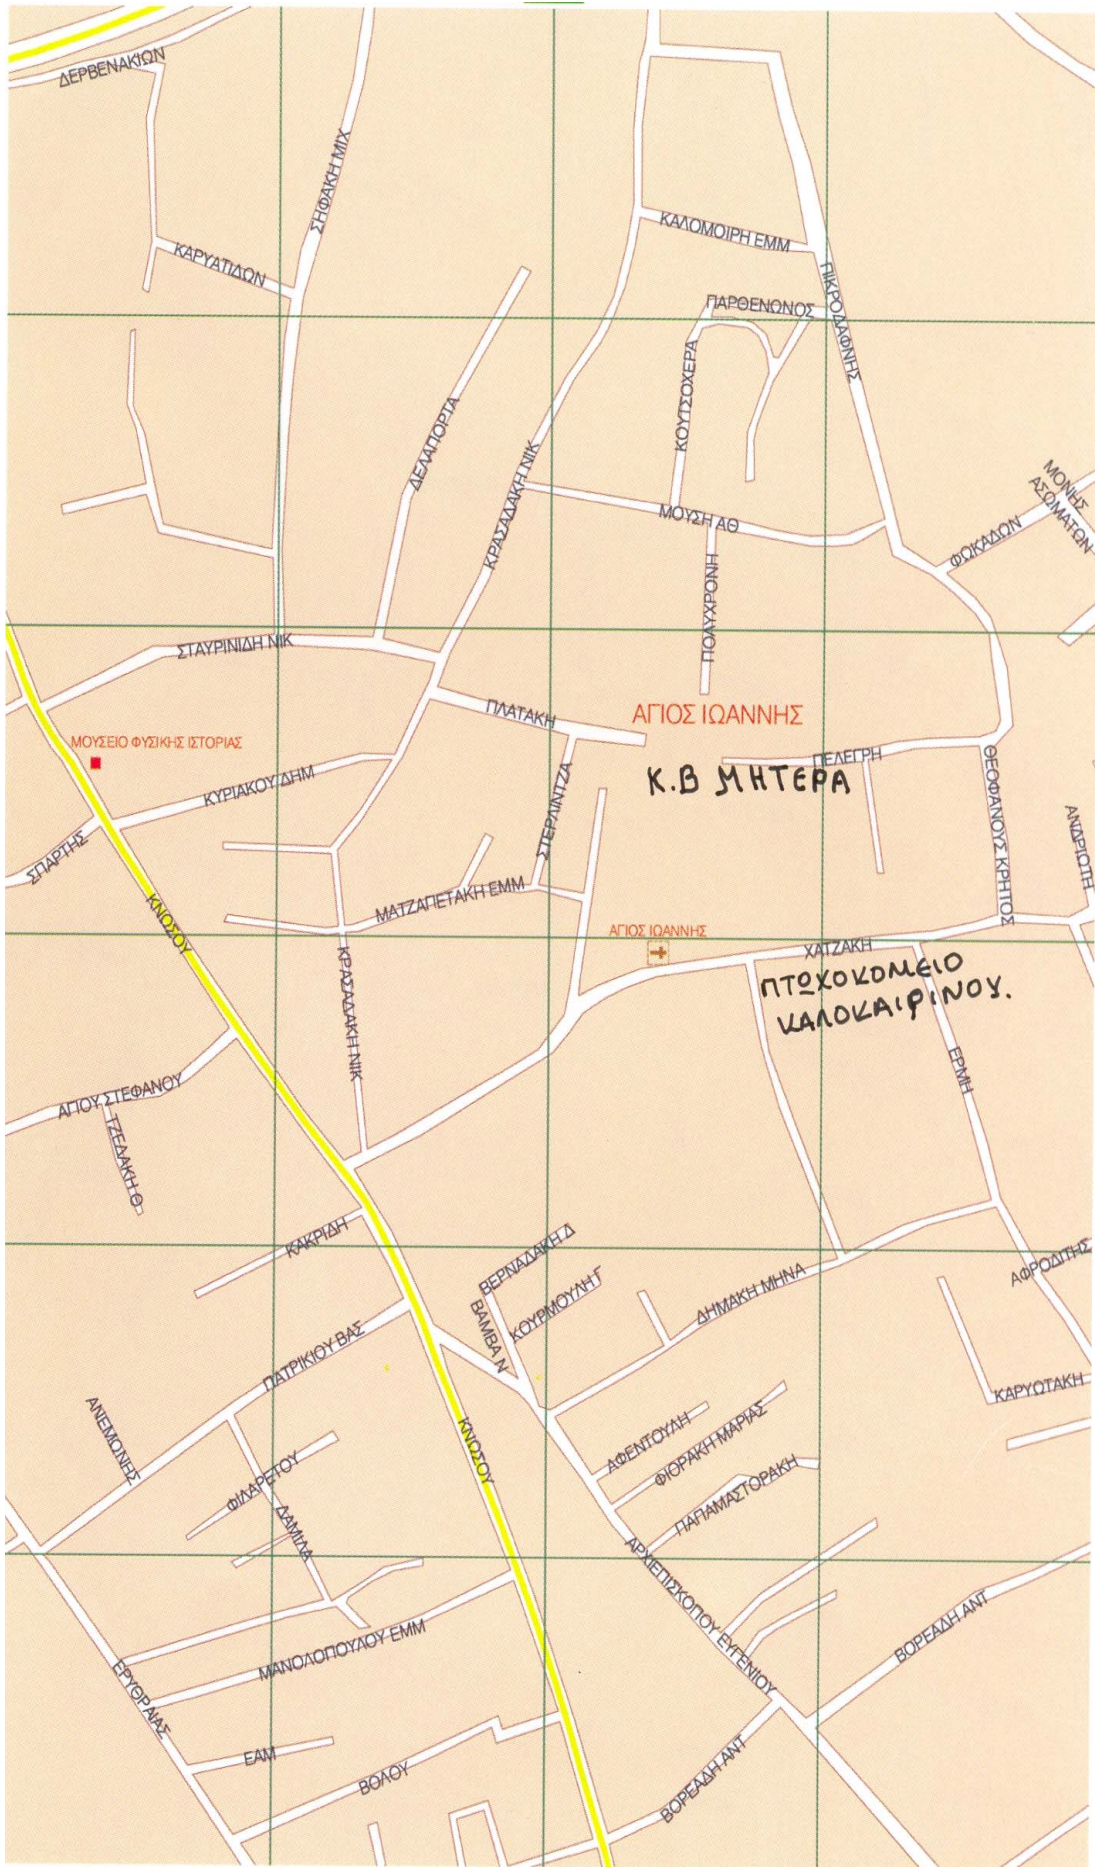 ΔΕΡΒΕΝΑΚΙΩΝ
ΣΗΦΑΚΗ ΜΙΧ
ΚΑΡΥΑΤΙΔΩΝ
ΚΑΛΟΜΟΙΡΗ ΕΜΜ
ΠΙΚΡΟΔΑΦΝΗΣ
ΠΑΡΘΕΝΩΝΟΣ
ΚΟΥΤΣΟΧΕΡΑ
ΔΕΛΑΠΟΡΤΑ
ΚΡΑΣΑΔΑΚΗ ΝΙΚ
ΜΟΥΣΗ ΑΘ
ΜΟΝΗΣ
ΑΣΩΜΑΤΩΝ
ΦΩΚΑΔΩΝ
ΠΟΛΥΧΡΟΝΗ
ΣΤΑΥΡΙΝΙΔΗ ΝΙΚ
ΠΛΑΤΑΚΗ
ΑΓΙΟΣ ΙΩΑΝΝΗΣ
ΜΟΥΣΕΙΟ ΦΥΣΙΚΗΣ ΙΣΤΟΡΙΑΣ
ΠΕΛΕΓΡΗ
Κ.Β ΜΗΤΕΡΑ
ΚΥΡΙΑΚΟΥ ΔΗΜ
ΣΤΕΡΛΙΝΤΖΑ
ΘΕΟΦΑΝΟΥΣ ΚΡΗΤΟΣ
ΑΝΔΡΙΩΤΗ
ΣΠΑΡΤΗΣ
ΜΑΤΖΑΠΕΤΑΚΗ ΕΜΜ
ΚΝΩΣΟΥ
ΑΓΙΟΣ ΙΩΑΝΝΗΣ
ΧΑΤΖΑΚΗ
ΠΤΩΧΟΚΟΜΕΙΟ
ΚΑΛΟΚΑΙΡΙΝΟΥ.
ΚΡΑΣΑΔΑΚΗ ΝΙΚ
ΕΡΜΗ
ΑΓΙΟΥ ΣΤΕΦΑΝΟΥ
ΤΖΕΔΑΚΗ Θ
ΚΑΚΡΙΔΗ
ΒΕΡΝΑΔΑΚΗ Δ
ΚΟΥΡΜΟΥΛΗ Γ
ΒΑΜΒΑ Ν
ΔΗΜΑΚΗ ΜΗΝΑ
ΑΦΡΟΔΙΤΗΣ
ΠΑΤΡΙΚΙΟΥ ΒΑΣ
ΚΑΡΥΩΤΑΚΗ
ΑΝΕΜΩΝΗΣ
ΚΝΩΣΟΥ
ΑΦΕΝΤΟΥΛΗ
ΦΙΟΡΑΚΗ ΜΑΡΙΑΣ
ΦΙΛΑΡΕΤΟΥ
ΠΑΠΑΜΑΣΤΟΡΑΚΗ
ΔΑΜΙΛΑ
ΑΡΧΙΕΠΙΣΚΟΠΟΥ ΕΥΓΕΝΙΟΥ
ΒΟΡΕΑΔΗ ΑΝΤ
ΜΑΝΟΛΟΠΟΥΛΟΥ ΕΜΜ
ΕΡΥΘΡΑΙΑΣ
ΕΑΜ
ΒΟΛΟΥ
ΒΟΡΕΑΔΗ ΑΝΤ